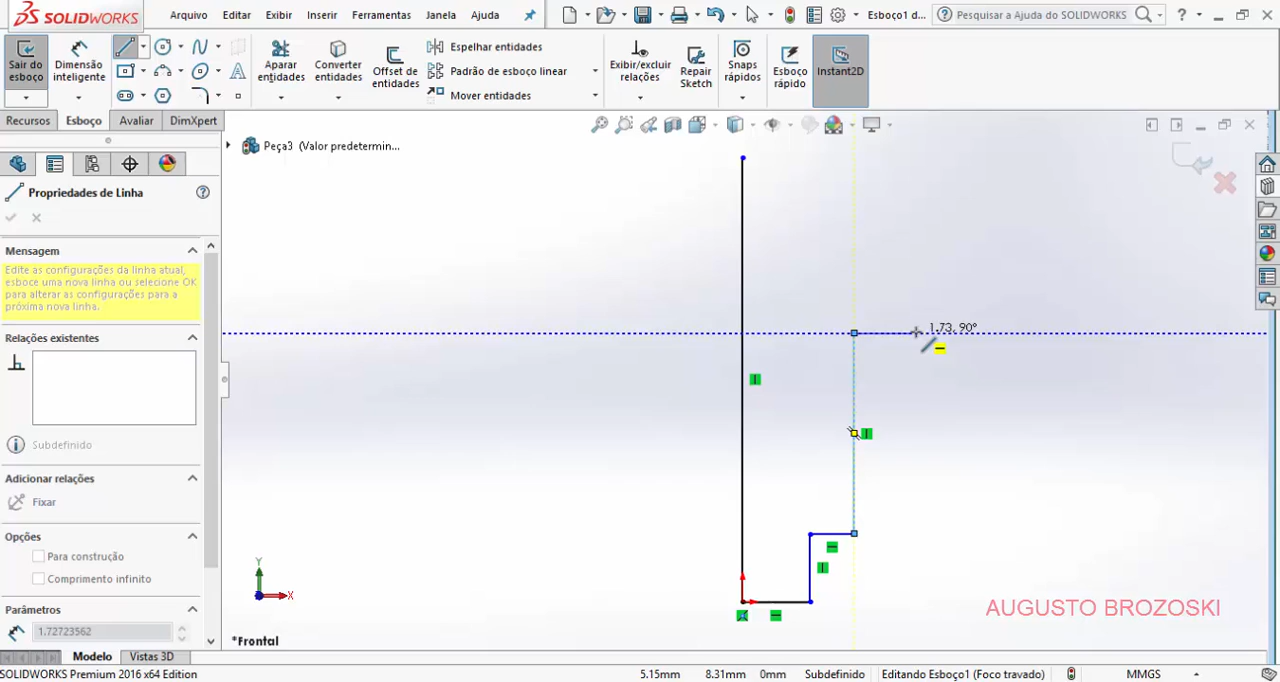 SOLIDWORKS
Arquivo
Editar
Exibir
Inserir
Ferramentas
Janela
Ajuda
Esboço1 d...
Pesquisar a Ajuda do SOLIDWORKS
?
Sair do esboço
Dimensão inteligente
Aparar entidades
Converter entidades
Offset de entidades
Espelhar entidades
Padrão de esboço linear
Mover entidades
Exibir/excluir relações
Repair Sketch
Snaps rápidos
Esboço rápido
Instant2D
Recursos
Esboço
Avaliar
DimXpert
Peça3 (Valor predetermin...
Propriedades de Linha
?
Mensagem
Edite as configurações da linha atual,
esboce uma nova linha ou selecione OK
para alterar as configurações para a
próxima nova linha.
Relações existentes
Subdefinido
Adicionar relações
Fixar
Opções
Para construção
Comprimento infinito
Parâmetros
1.72723562
1.73, 90°
Y
X
*Frontal
AUGUSTO BROZOSKI
Modelo
Vistas 3D
SOLIDWORKS Premium 2016 x64 Edition
5.15mm
8.31mm
0mm
Subdefinido
Editando Esboço1 (Foco travado)
MMGS